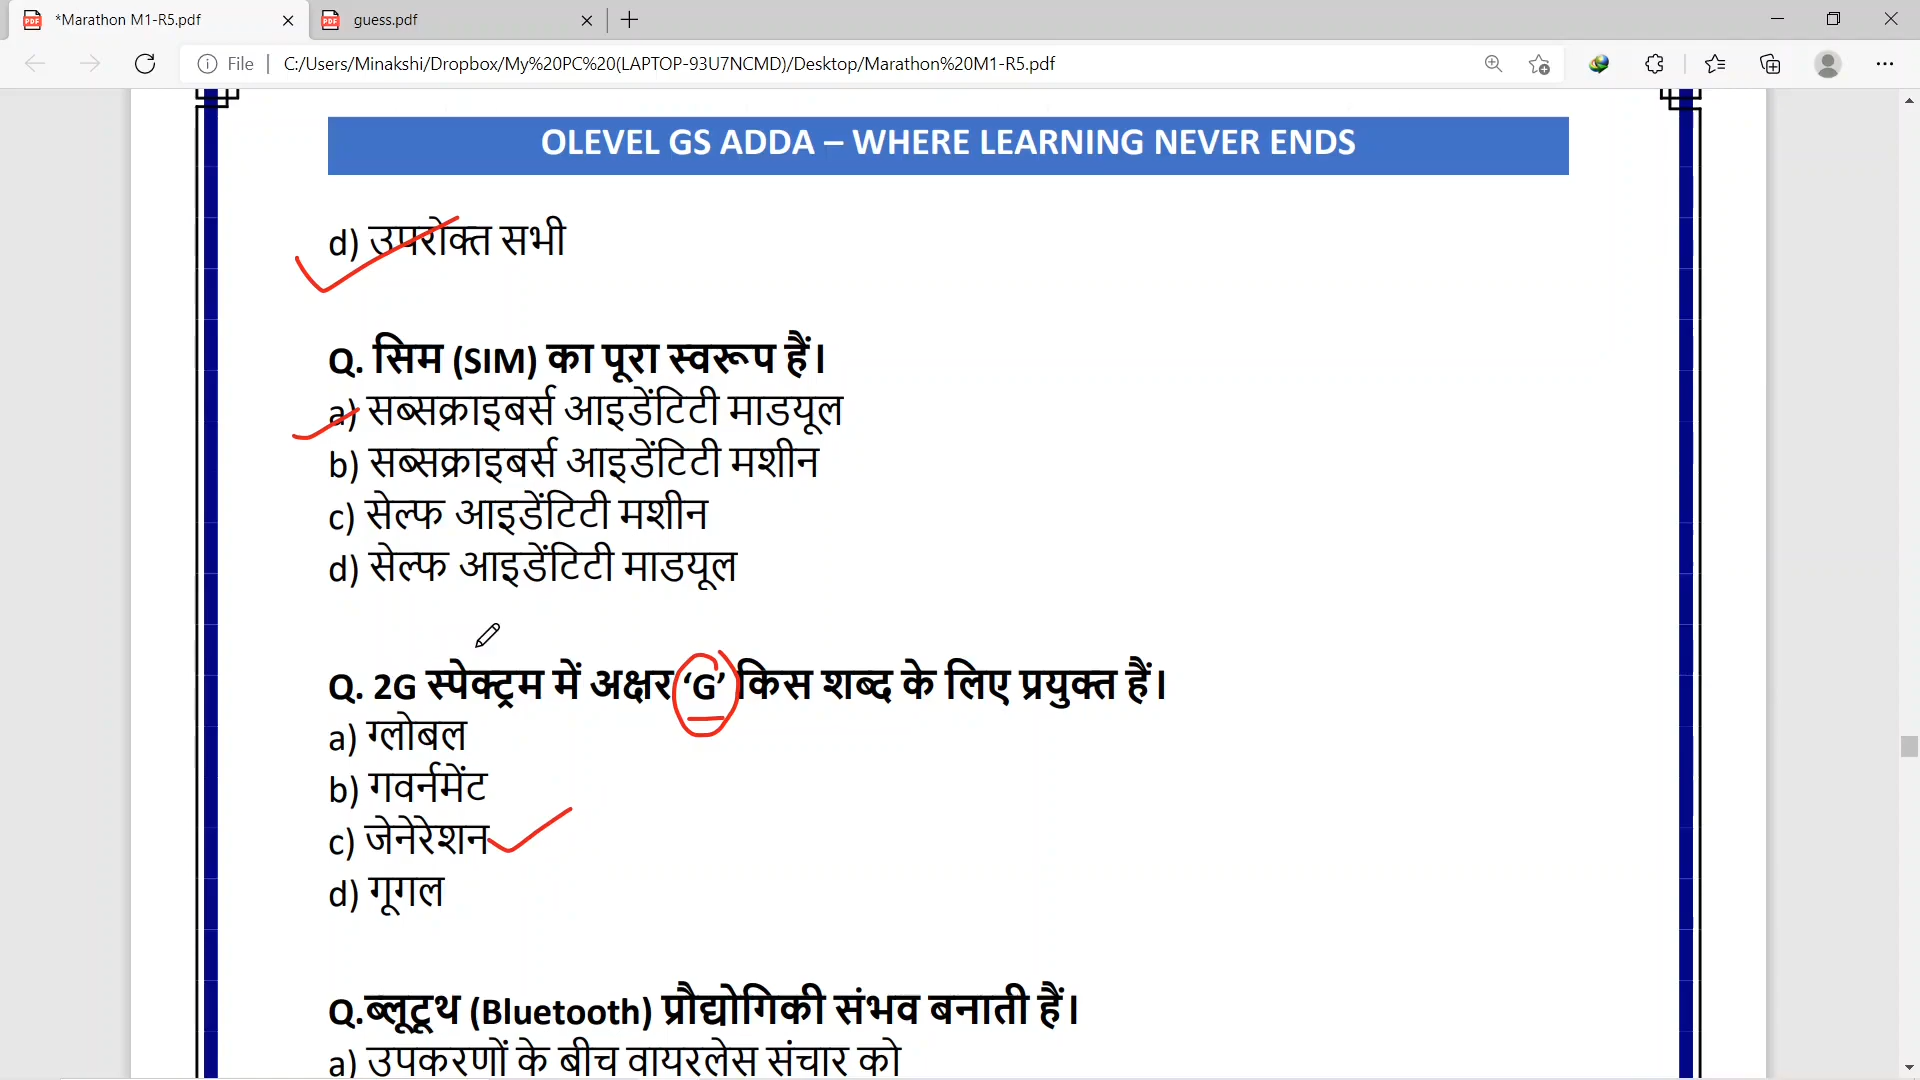 *Marathon M1-R5.pdf
guess.pdf
File
C:/Users/Minakshi/Dropbox/My%20PC%20(LAPTOP-93U7NCMD)/Desktop/Marathon%20M1-R5.pdf
OLEVEL GS ADDA – WHERE LEARNING NEVER ENDS
d) उपरोक्त सभी
Q. सिम (SIM) का पूरा स्वरूप हैं।
a) सब्सक्राइबर्स आइडेंटिटी माडयूल
b) सब्सक्राइबर्स आइडेंटिटी मशीन
c) सेल्फ आइडेंटिटी मशीन
d) सेल्फ आइडेंटिटी माडयूल
Q. 2G स्पेक्ट्रम में अक्षर ‘G’ किस शब्द के लिए प्रयुक्त हैं।
a) ग्लोबल
b) गवर्नमेंट
c) जेनेरेशन
d) गूगल
Q.ब्लूटूथ (Bluetooth) प्रौद्योगिकी संभव बनाती हैं।
a) उपकरणों के बीच वायरलेस संचार को